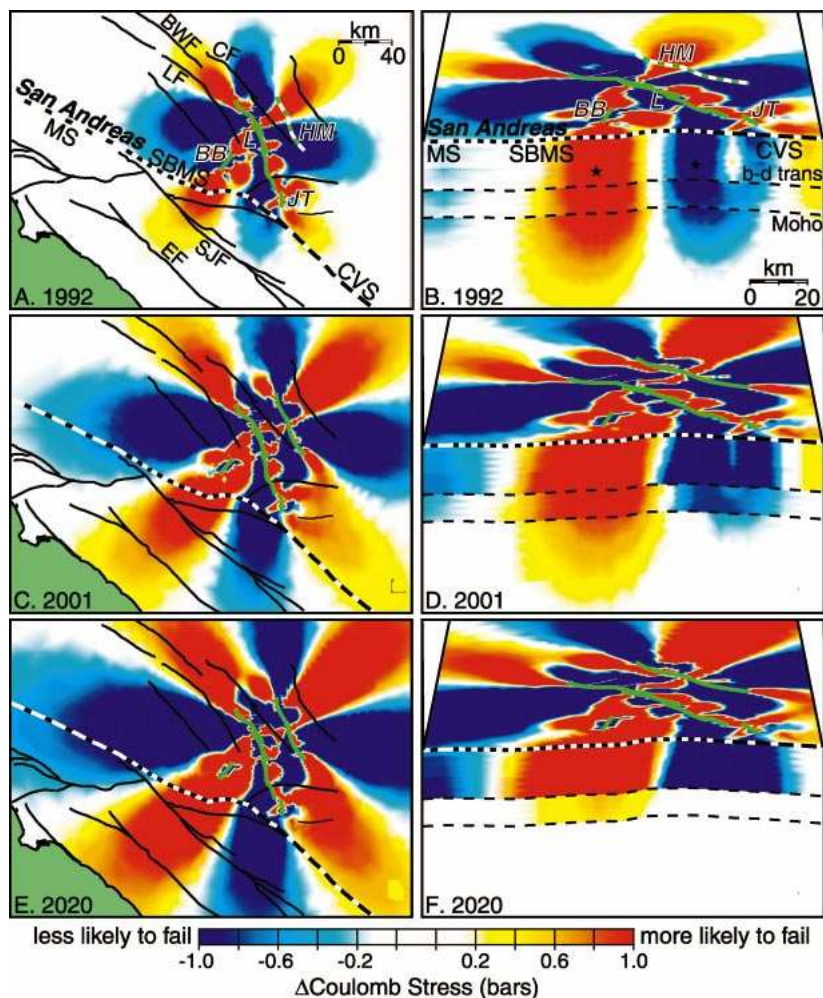 BWF
CF
km
0 40
LF
San Andreas
MS
SBMS
BB
L
HM
JT
SJF
EF
CVS
A. 1992
HM
BB
L
JT
San Andreas
MS
SBMS
CVS
b-d trans
Moho
km
0 20
B. 1992
C. 2001
D. 2001
E. 2020
F. 2020
less likely to fail
more likely to fail
-1.0 -0.6 -0.2 0.2 0.6 1.0
ΔCoulomb Stress (bars)